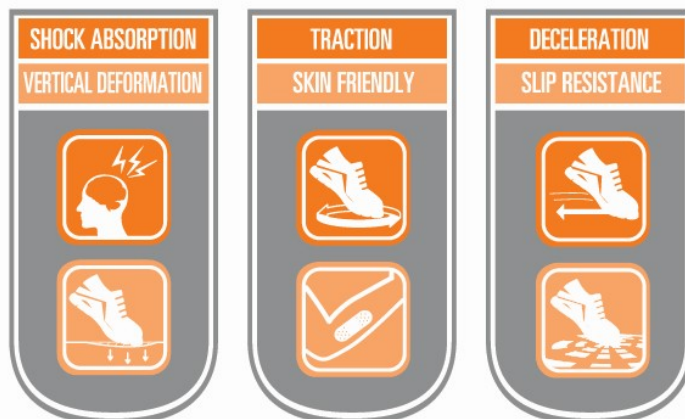 SHOCK ABSORPTION
VERTICAL DEFORMATION
TRACTION
SKIN FRIENDLY
DECELERATION
SLIP RESISTANCE